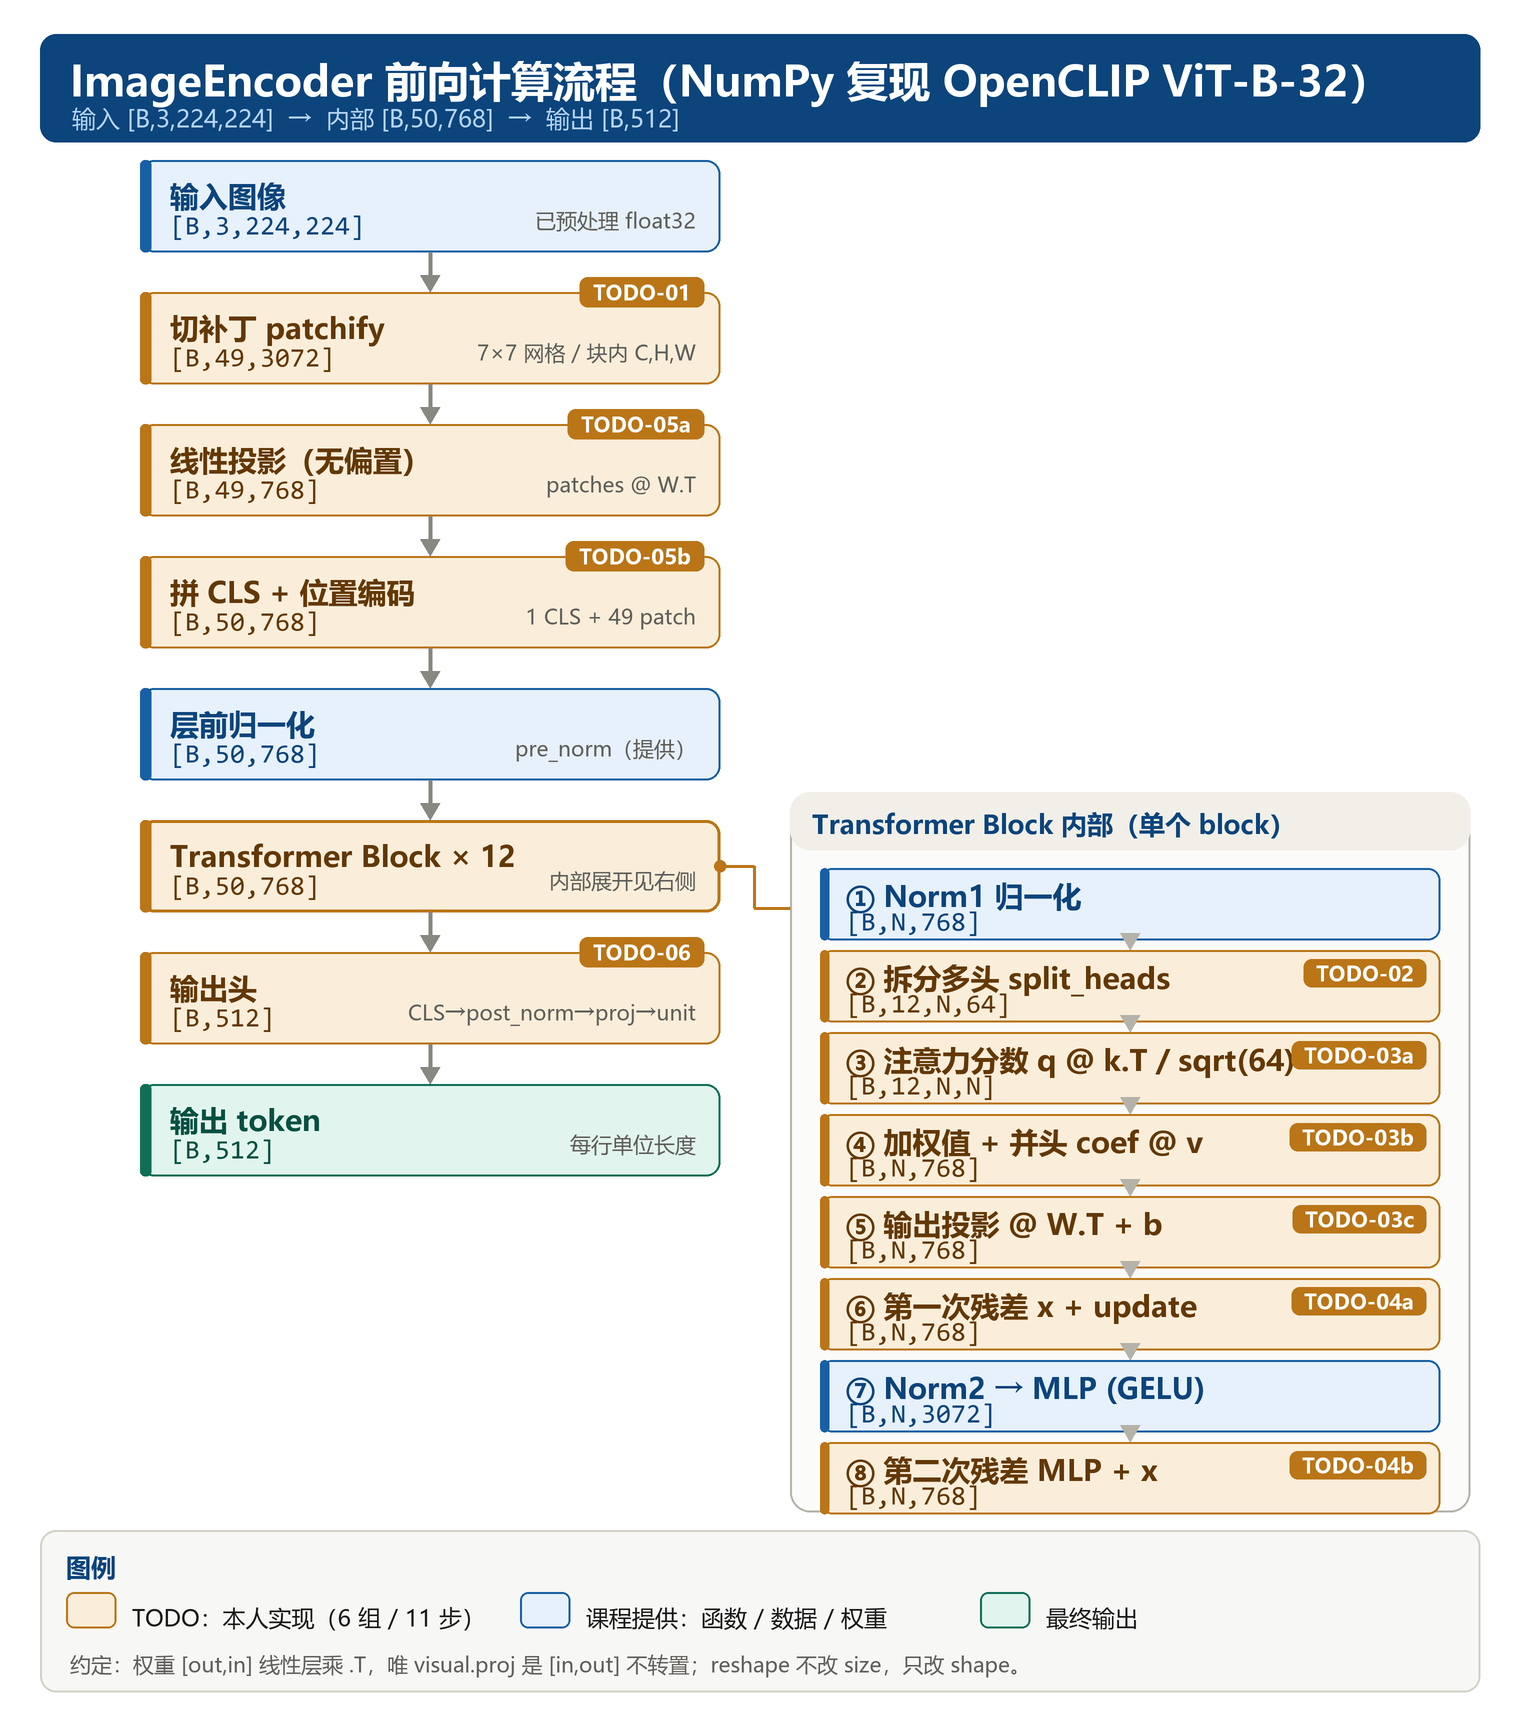 ImageEncoder 前向计算流程（NumPy 复现 OpenCLIP ViT-B-32）
输入 [B,3,224,224] → 内部 [B,50,768] → 输出 [B,512]
输入图像
[B,3,224,224]
已预处理 float32
TODO-01
切补丁 patchify
[B,49,3072]
7×7 网格 / 块内 C,H,W
TODO-05a
线性投影（无偏置）
[B,49,768]
patches @ W.T
TODO-05b
拼 CLS + 位置编码
[B,50,768]
1 CLS + 49 patch
层前归一化
[B,50,768]
pre_norm（提供）
Transformer Block × 12
[B,50,768]
内部展开见右侧
TODO-06
输出头
[B,512]
CLS→post_norm→proj→unit
输出 token
[B,512]
每行单位长度
Transformer Block 内部（单个 block）
① Norm1 归一化
[B,N,768]
② 拆分多头 split_heads
TODO-02
[B,12,N,64]
③ 注意力分数 q @ k.T / sqrt(64)
TODO-03a
[B,12,N,N]
④ 加权值 + 并头 coef @ v
TODO-03b
[B,N,768]
⑤ 输出投影 @ W.T + b
TODO-03c
[B,N,768]
⑥ 第一次残差 x + update
TODO-04a
[B,N,768]
⑦ Norm2 → MLP (GELU)
[B,N,3072]
⑧ 第二次残差 MLP + x
TODO-04b
[B,N,768]
图例
TODO：本人实现（6 组 / 11 步）
课程提供：函数 / 数据 / 权重
最终输出
约定：权重 [out,in] 线性层乘 .T，唯 visual.proj 是 [in,out] 不转置；reshape 不改 size，只改 shape。